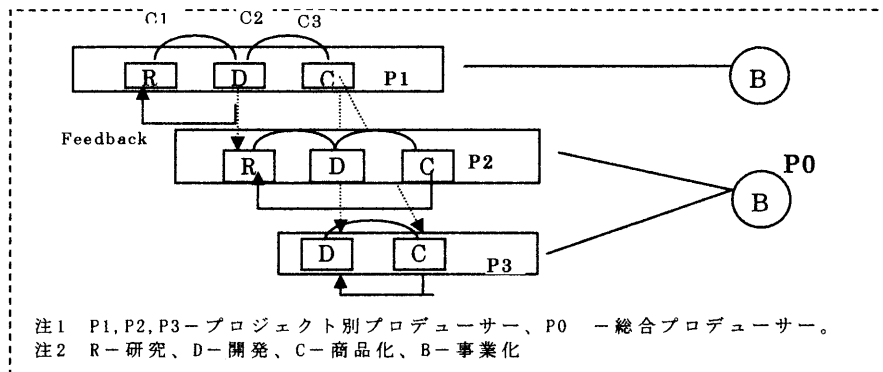 C1 C2 C3
R D C P1
B
Feedback
R D C P2
P0
B
D C P3
注1 P1,P2,P3－プロジェクト別プロデューサー、P0 －総合プロデューサー。
注2 R－研究、D－開発、C－商品化、B－事業化